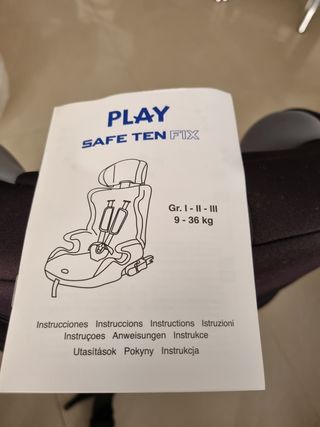 PLAY
SAFE TEN FIX
Gr. I - II - III
9 - 36 kg
Instrucciones Instruccions Instructions Istruzioni
Instruçoes Anweisungen Instrukce
Utasítások Pokyny Instrukcja